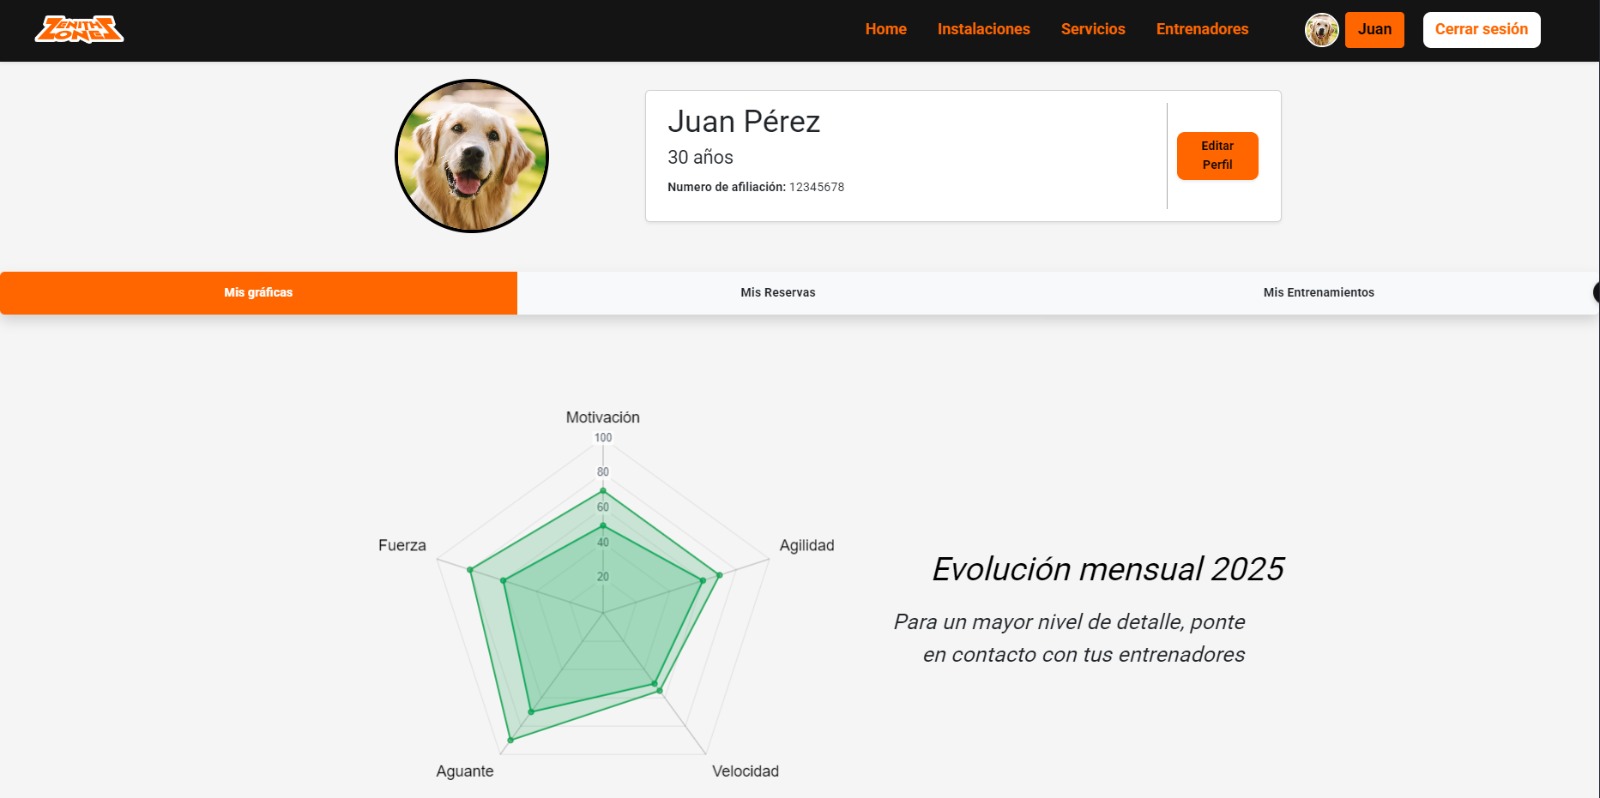 ZENITH ZONE
Home
Instalaciones
Servicios
Entrenadores
Juan
Cerrar sesión
Juan Pérez
30 años
Numero de afiliación: 12345678
Editar
Perfil
Mis gráficas
Mis Reservas
Mis Entrenamientos
Motivación
100
80
60
40
20
Fuerza
Agilidad
Aguante
Velocidad
Evolución mensual 2025
Para un mayor nivel de detalle, ponte
en contacto con tus entrenadores